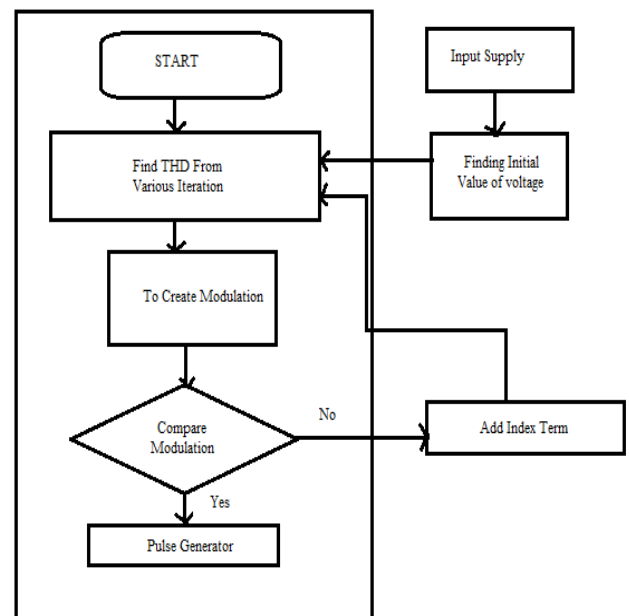 START
Input Supply
Find THD From
Various Iteration
Finding Initial
Value of voltage
To Create Modulation
Compare
Modulation
No
Add Index Term
Yes
Pulse Generator